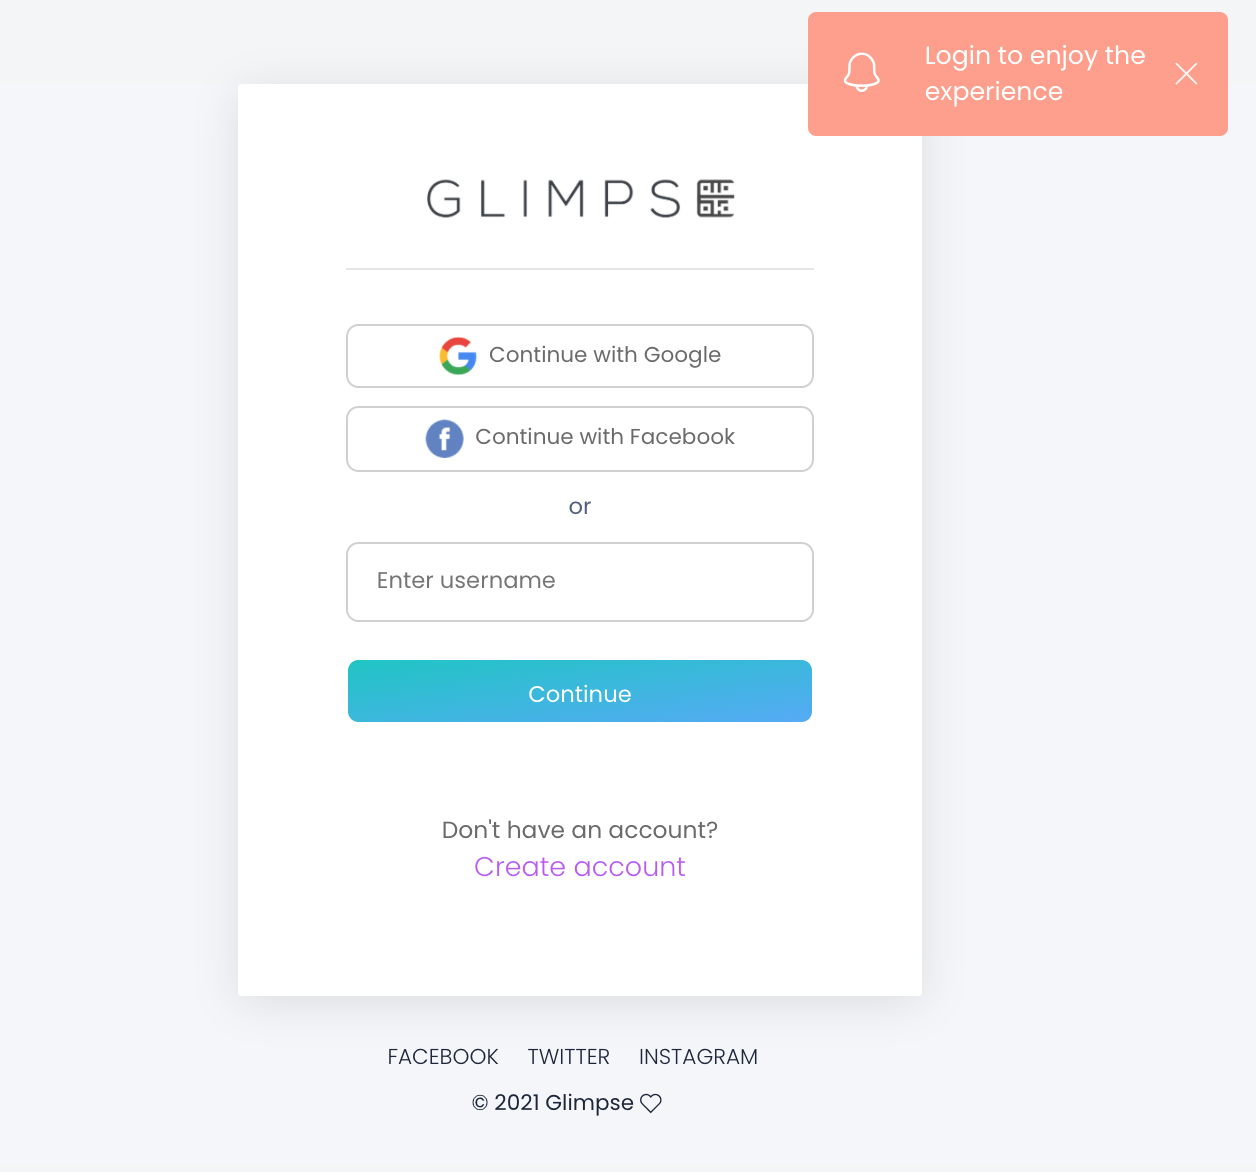 Login to enjoy the
experience
GLIMPSE
Continue with Google
Continue with Facebook
or
Enter username
Continue
Don't have an account?
Create account
FACEBOOK TWITTER INSTAGRAM
© 2021 Glimpse ♡